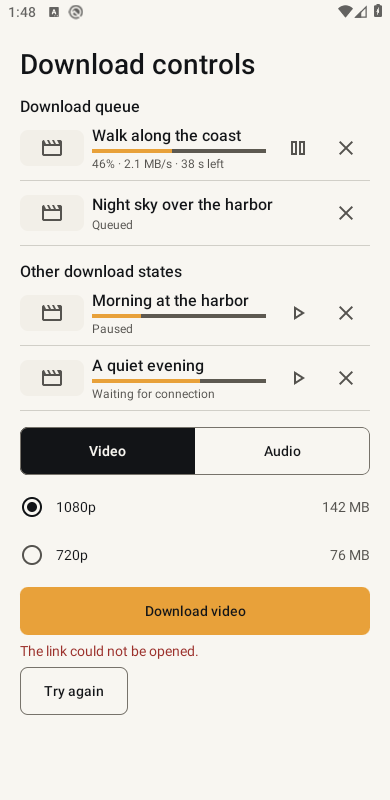 1:48
Download controls
Download queue
Walk along the coast
46% · 2.1 MB/s · 38 s left
Night sky over the harbor
Queued
Other download states
Morning at the harbor
Paused
A quiet evening
Waiting for connection
Video Audio
1080p 142 MB
720p 76 MB
Download video
The link could not be opened.
Try again